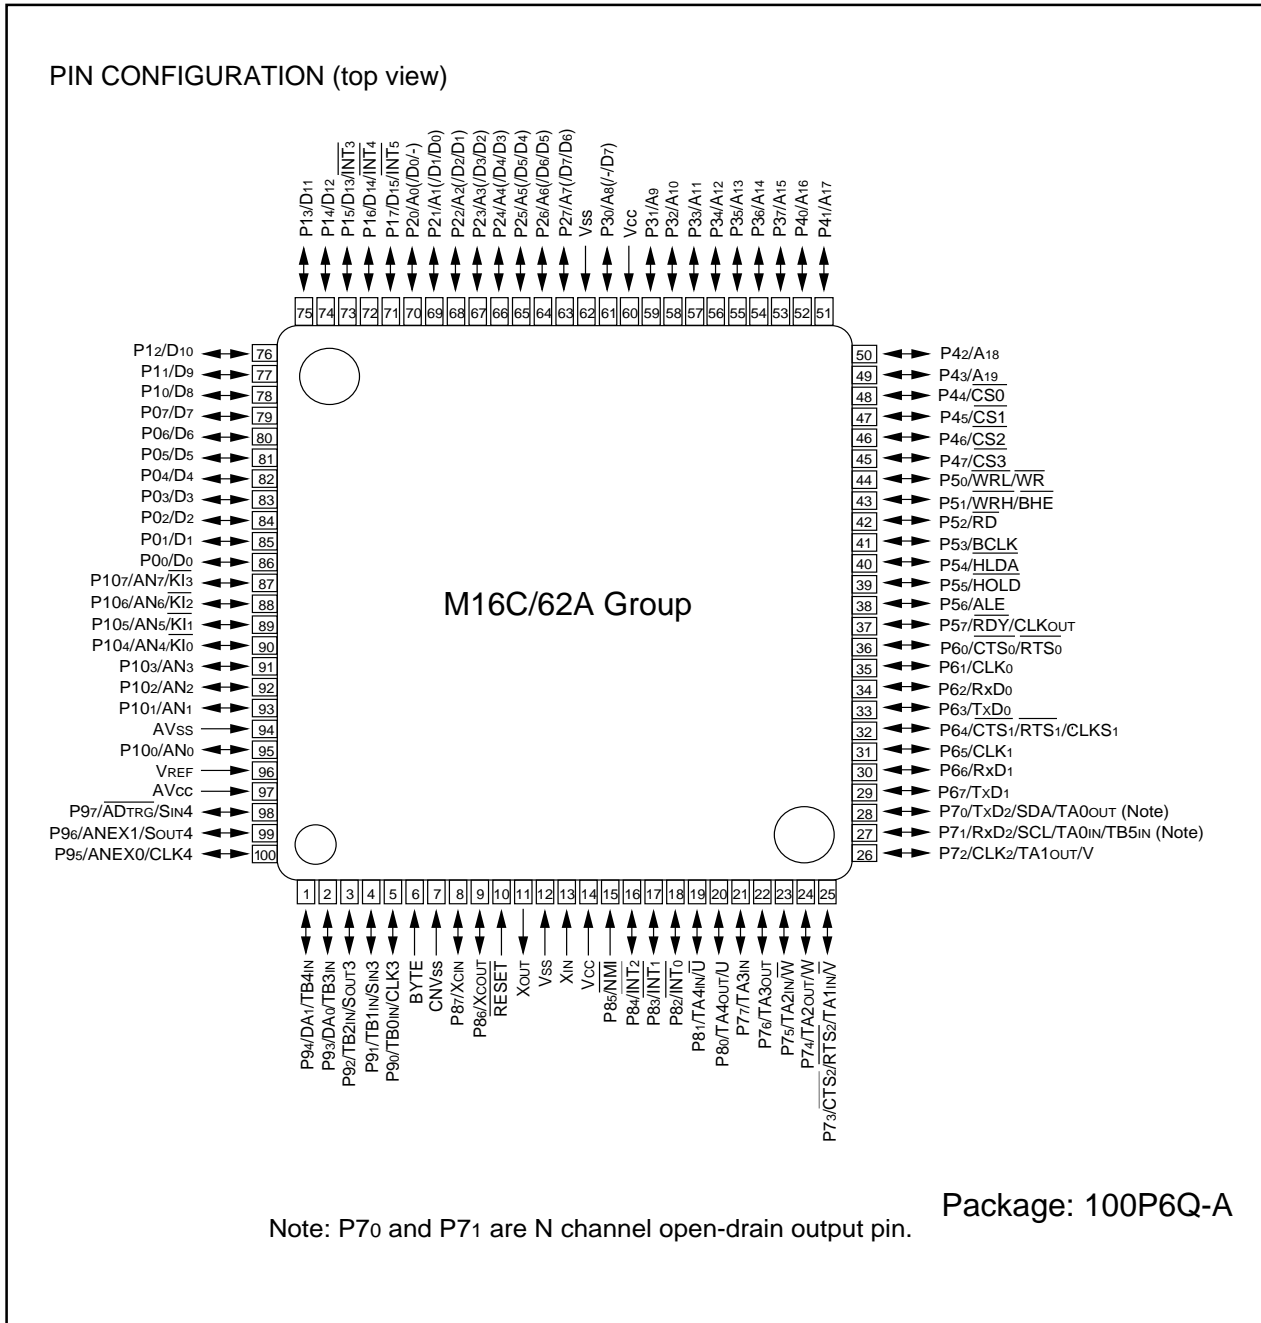 PIN CONFIGURATION (top view)
P13/D11
P14/D12
P15/D13/INT3
P16/D14/INT4
P17/D15/INT5
P20/A0(/D0/-)
P21/A1(/D1/D0)
P22/A2(/D2/D1)
P23/A3(/D3/D2)
P24/A4(/D4/D3)
P25/A5(/D5/D4)
P26/A6(/D6/D5)
P27/A7(/D7/D6)
Vss
P30/A8(/-/D7)
Vcc
P31/A9
P32/A10
P33/A11
P34/A12
P35/A13
P36/A14
P37/A15
P40/A16
P41/A17
75 74 73 72 71 70 69 68 67 66 65 64 63 62 61 60 59 58 57 56 55 54 53 52 51
P12/D10 76
P11/D9 77
P10/D8 78
P07/D7 79
P06/D6 80
P05/D5 81
P04/D4 82
P03/D3 83
P02/D2 84
P01/D1 85
P00/D0 86
P107/AN7/KI3 87
P106/AN6/KI2 88
P105/AN5/KI1 89
P104/AN4/KI0 90
P103/AN3 91
P102/AN2 92
P101/AN1 93
AVSS 94
P100/AN0 95
VREF 96
AVcc 97
P97/ADTRG/SIN4 98
P96/ANEX1/SOUT4 99
P95/ANEX0/CLK4 100
M16C/62A Group
50 P42/A18
49 P43/A19
48 P44/CS0
47 P45/CS1
46 P46/CS2
45 P47/CS3
44 P50/WRL/WR
43 P51/WRH/BHE
42 P52/RD
41 P53/BCLK
40 P54/HLDA
39 P55/HOLD
38 P56/ALE
37 P57/RDY/CLKOUT
36 P60/CTS0/RTS0
35 P61/CLK0
34 P62/RxD0
33 P63/TXD0
32 P64/CTS1/RTS1/CLKS1
31 P65/CLK1
30 P66/RxD1
29 P67/TXD1
28 P70/TXD2/SDA/TA0OUT (Note)
27 P71/RxD2/SCL/TA0IN/TB5IN (Note)
26 P72/CLK2/TA1OUT/V
1 2 3 4 5 6 7 8 9 10 11 12 13 14 15 16 17 18 19 20 21 22 23 24 25
P94/DA1/TB4IN
P93/DA0/TB3IN
P92/TB2IN/SOUT3
P91/TB1IN/SIN3
P90/TB0IN/CLK3
BYTE
CNVss
P87/XCIN
P86/XCOUT
RESET
XOUT
VSS
XIN
VCC
P85/NMI
P84/INT2
P83/INT1
P82/INT0
P81/TA4IN/U
P80/TA4OUT/U
P77/TA3IN
P76/TA3OUT
P75/TA2IN/W
P74/TA2OUT/W
P73/CTS2/RTS2/TA1IN/V
Package: 100P6Q-A
Note: P70 and P71 are N channel open-drain output pin.